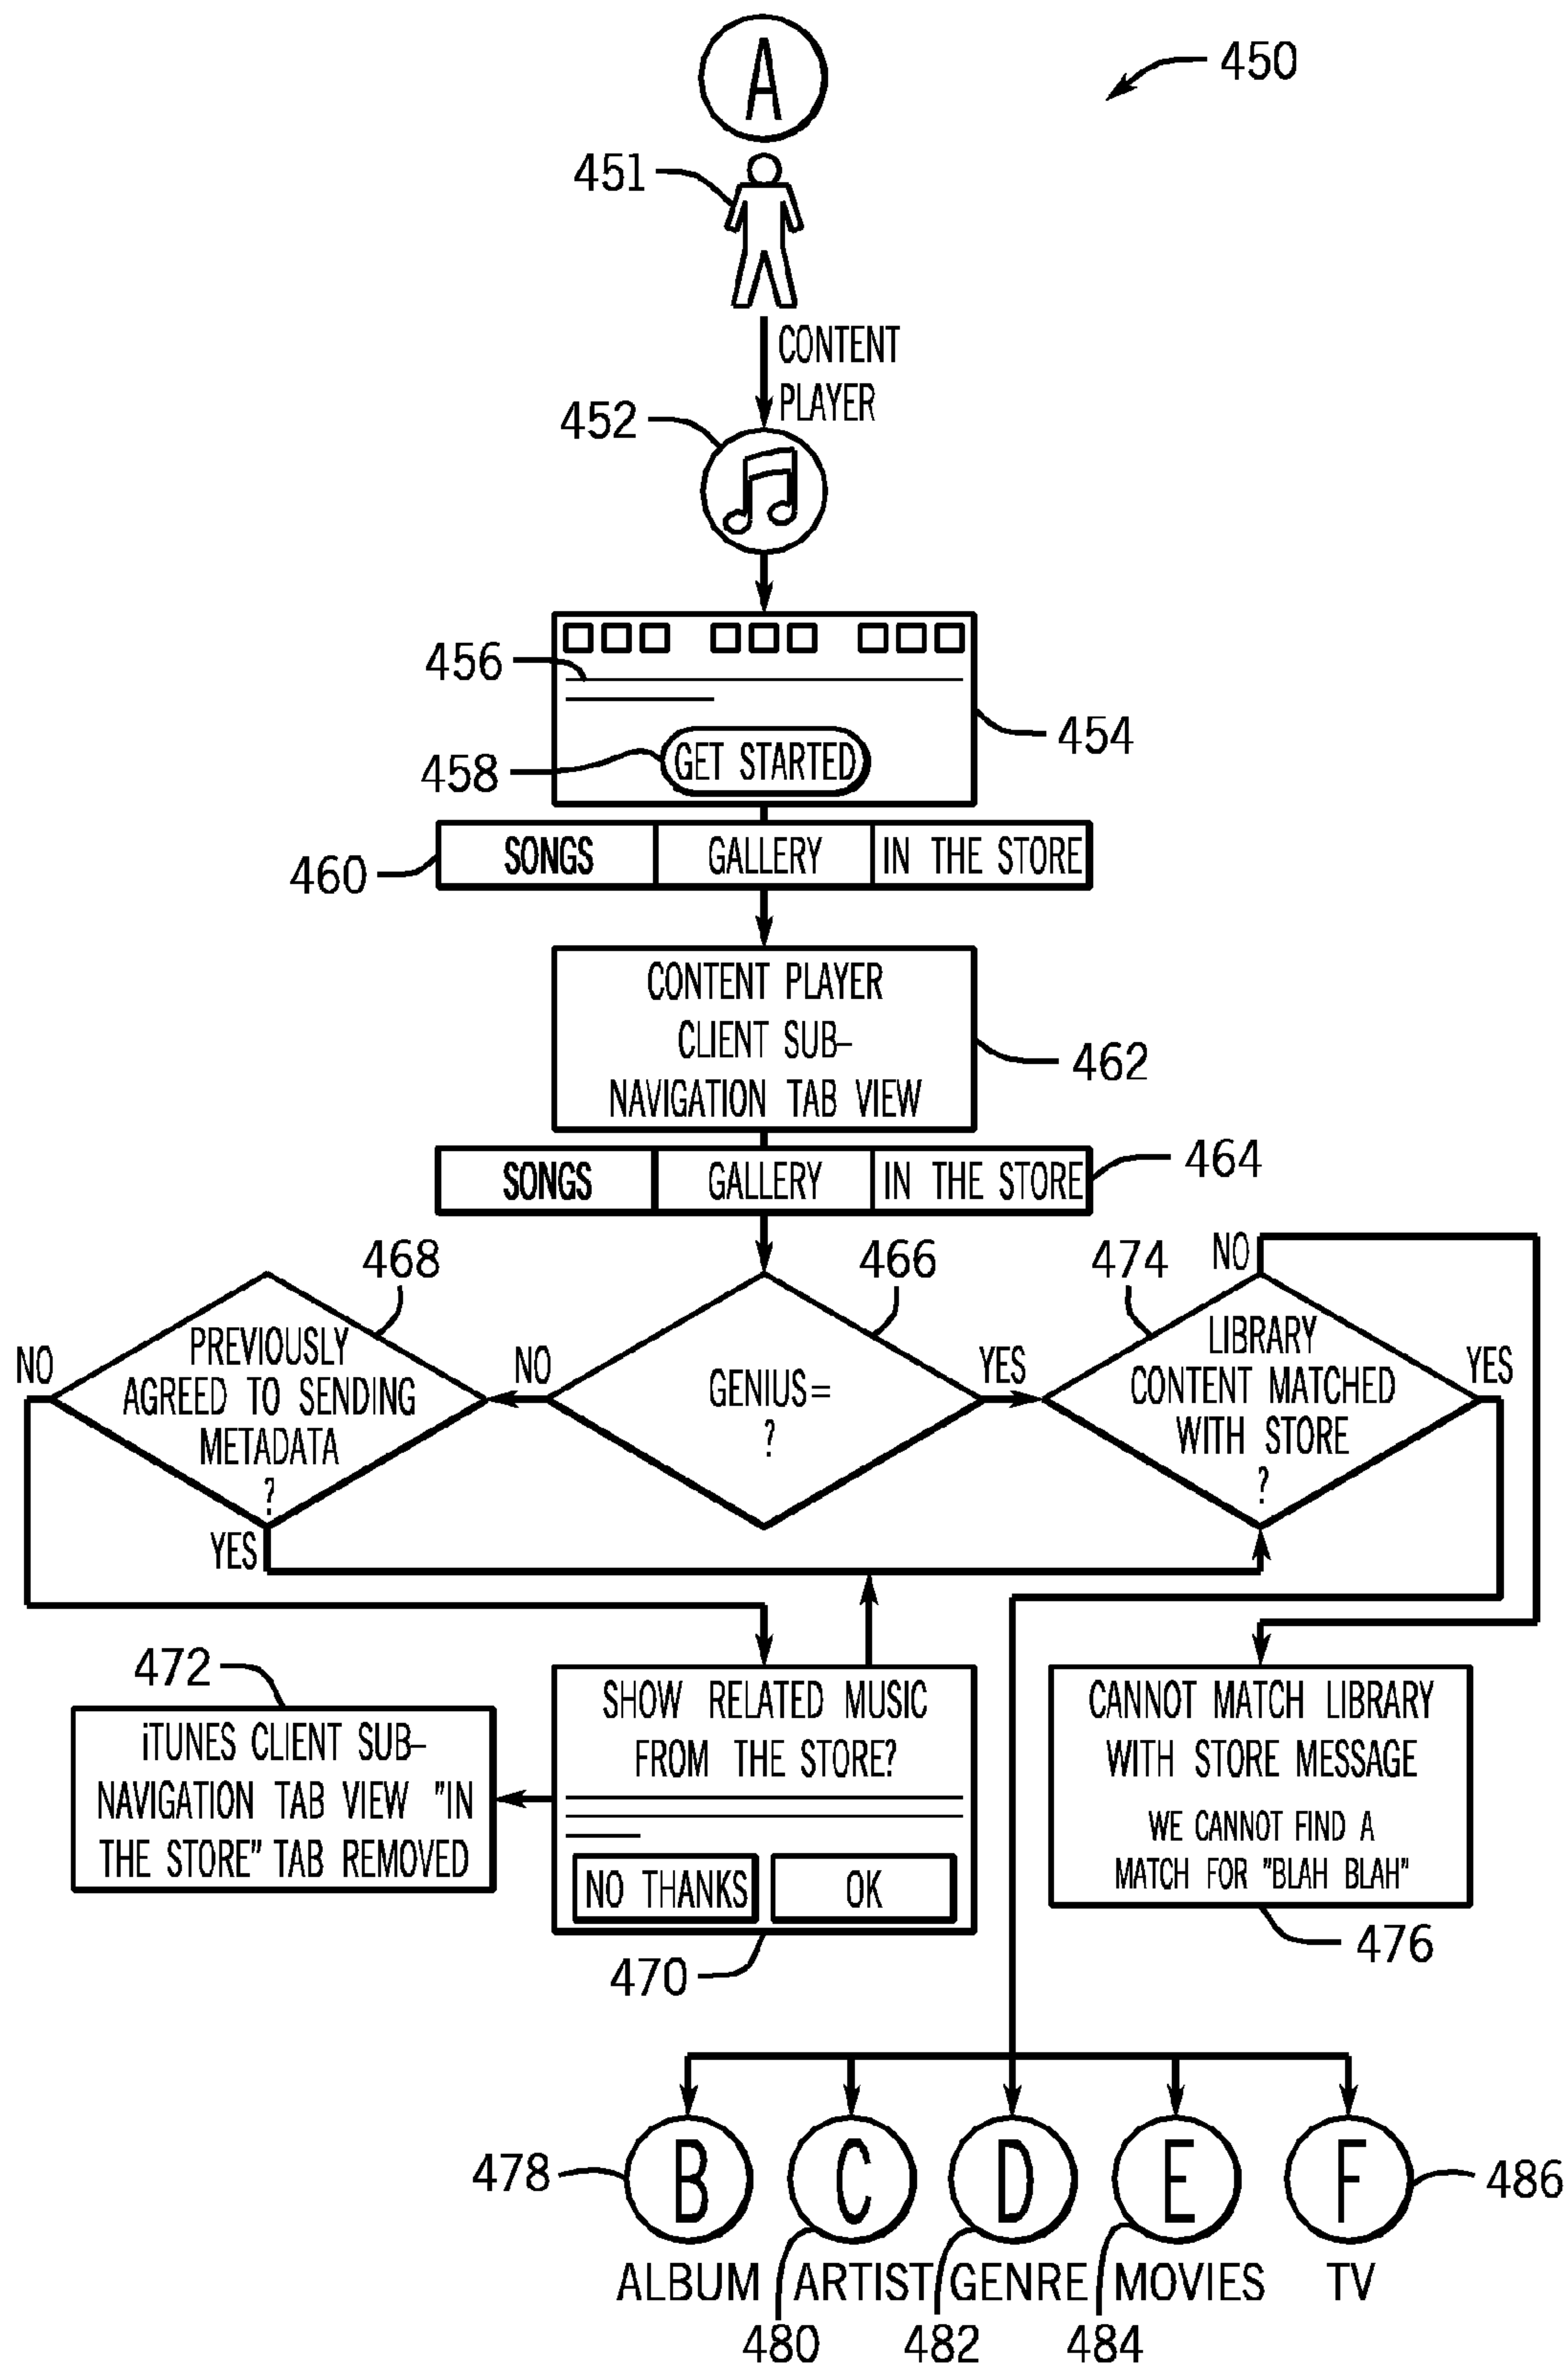 A
450
451
CONTENT
PLAYER
452
456
454
GET STARTED
458
SONGS GALLERY IN THE STORE
460
CONTENT PLAYER
CLIENT SUB-
NAVIGATION TAB VIEW
462
SONGS GALLERY IN THE STORE
464
468
466
474
NO
PREVIOUSLY
AGREED TO SENDING
METADATA
?
NO
YES
NO
GENIUS=
?
YES
LIBRARY
CONTENT MATCHED
WITH STORE
?
YES
472
iTUNES CLIENT SUB-
NAVIGATION TAB VIEW "IN
THE STORE" TAB REMOVED
SHOW RELATED MUSIC
FROM THE STORE?
NO THANKS OK
470
CANNOT MATCH LIBRARY
WITH STORE MESSAGE
WE CANNOT FIND A
MATCH FOR "BLAH BLAH"
476
478 B C D E F 486
ALBUM ARTIST GENRE MOVIES TV
480 482 484